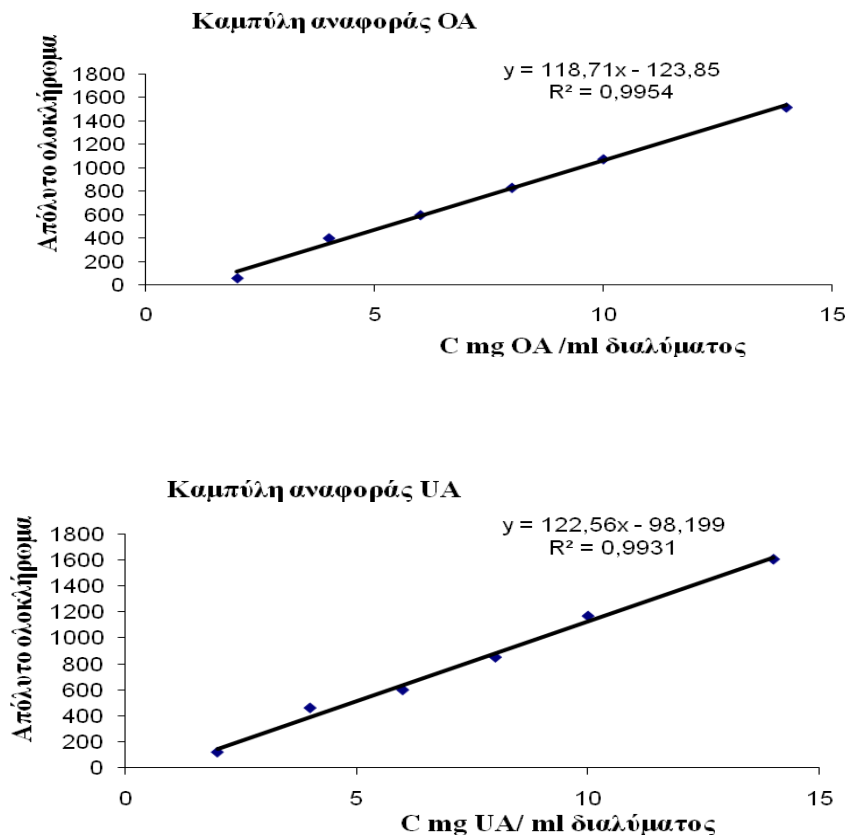 Καμπύλη αναφοράς ΟΑ
y = 118,71x - 123,85
R² = 0,9954
Απόλυτο ολοκλήρωμα
1800
1600
1400
1200
1000
800
600
400
200
0
0 5 10 15
C mg OA /ml διαλύματος
Καμπύλη αναφοράς UA
y = 122,56x - 98,199
R² = 0,9931
Απόλυτο ολοκλήρωμα
1800
1600
1400
1200
1000
800
600
400
200
0
0 5 10 15
C mg UA/ ml διαλύματος